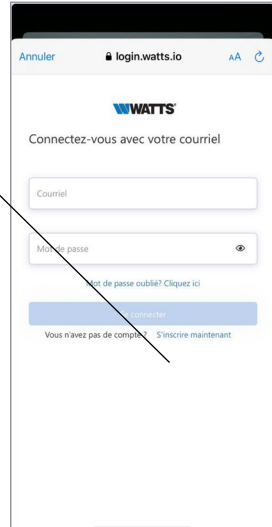 Annuler login.watts.io AA
WATTS
Connectez-vous avec votre courriel
Courriel
Mot de passe
Mot de passe oublié? Cliquez ici
connecter
Vous n'avez pas de compte ? S'inscrire maintenant